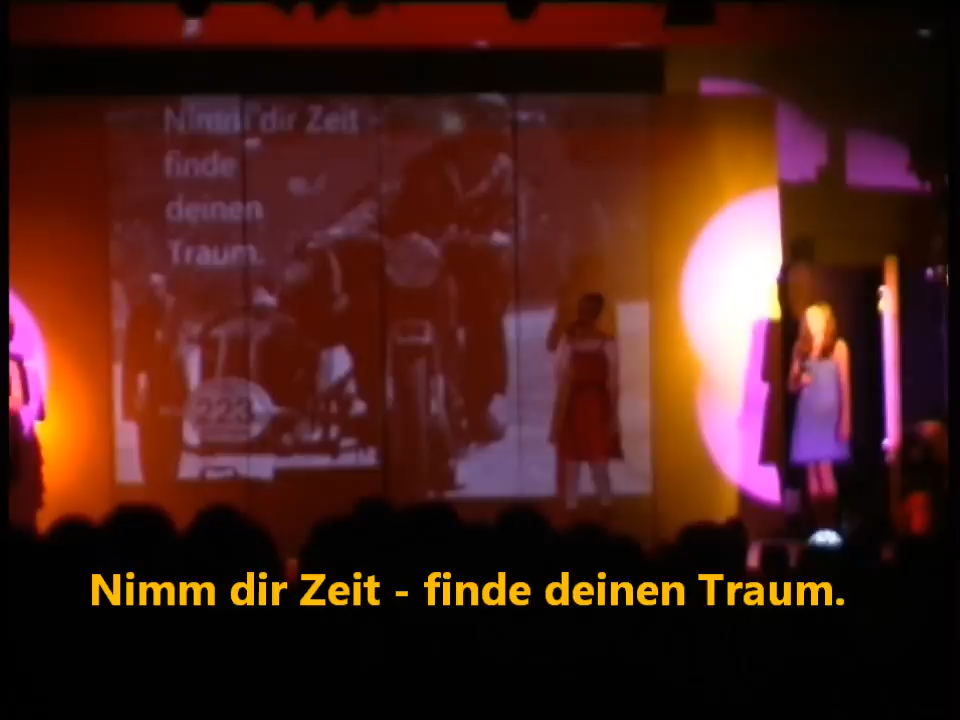 Nimm dir Zeit -
finde
deinen
Traum.
223
Nimm dir Zeit - finde deinen Traum.